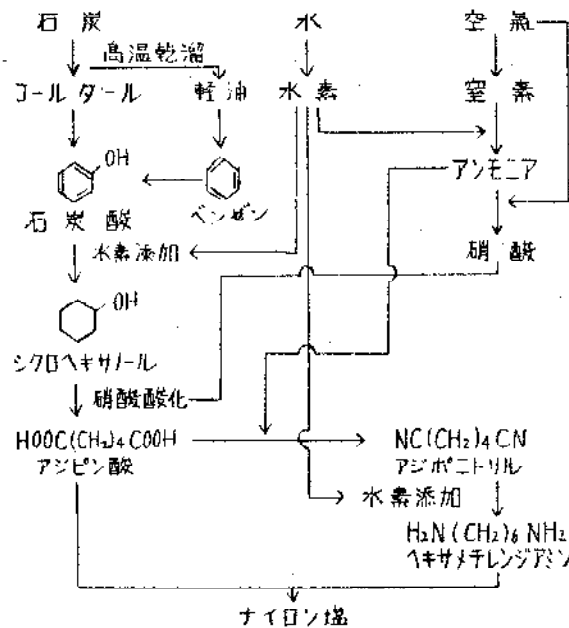 石炭 水 空氣
高温乾溜
コールタール 軽油 水素 窒素
OH
アンモニア
石炭酸 ベンゼン
水素添加 硝酸
OH
シクロヘキサノール
硝酸酸化
HOOC(CH₂)₄COOH NC(CH₂)₄CN
アジピン酸 アジポニトリル
水素添加
H₂N(CH₂)₆NH₂
ヘキサメチレンジアミン
ナイロン塩